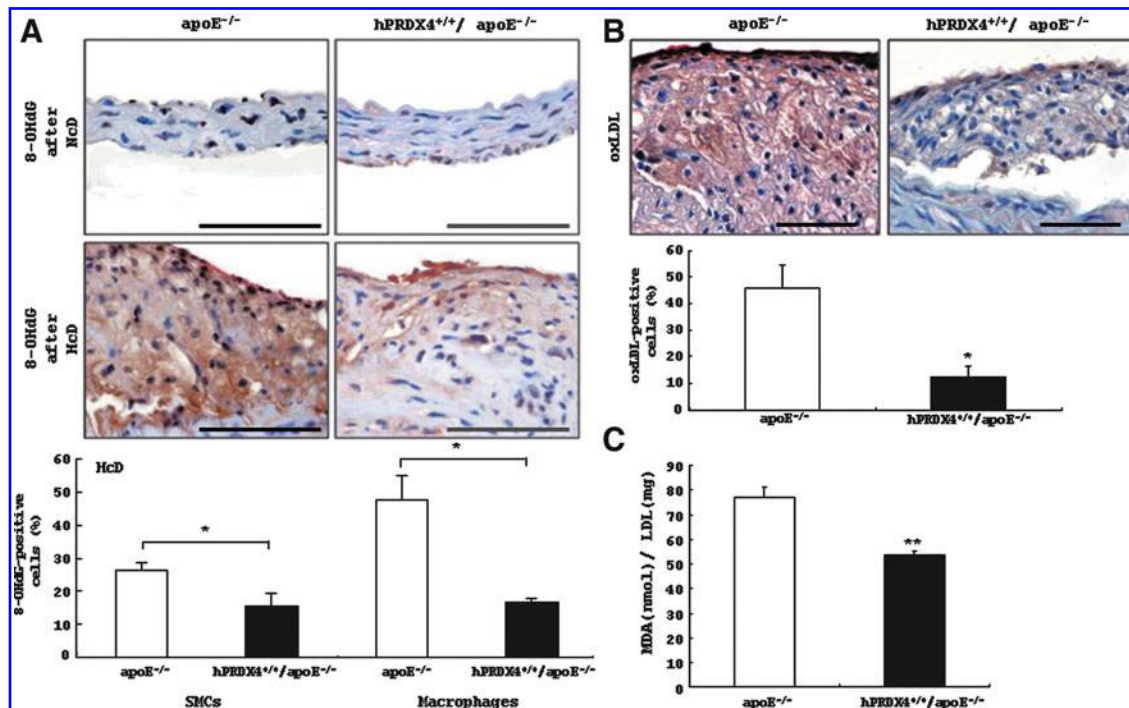 A
apoE⁻/⁻
hPRDX4⁺/⁺/ apoE⁻/⁻
8-OHdG
after
NcD
8-OHdG
after
HcD
HcD
8-OHdG-positive
cells (%)
60
50
40
30
20
10
0
apoE⁻/⁻
hPRDX4⁺/⁺/apoE⁻/⁻
apoE⁻/⁻
hPRDX4⁺/⁺/apoE⁻/⁻
*
*
SMCs
Macrophages
B
apoE⁻/⁻
hPRDX4⁺/⁺/ apoE⁻/⁻
oxLDL
oxLDL-positive
cells (%)
60
50
40
30
20
10
0
*
apoE⁻/⁻
hPRDX4⁺/⁺/apoE⁻/⁻
C
MDA(nmol)/ LDL(mg)
90
80
70
60
50
40
30
20
10
0
**
apoE⁻/⁻
hPRDX4⁺/⁺/apoE⁻/⁻